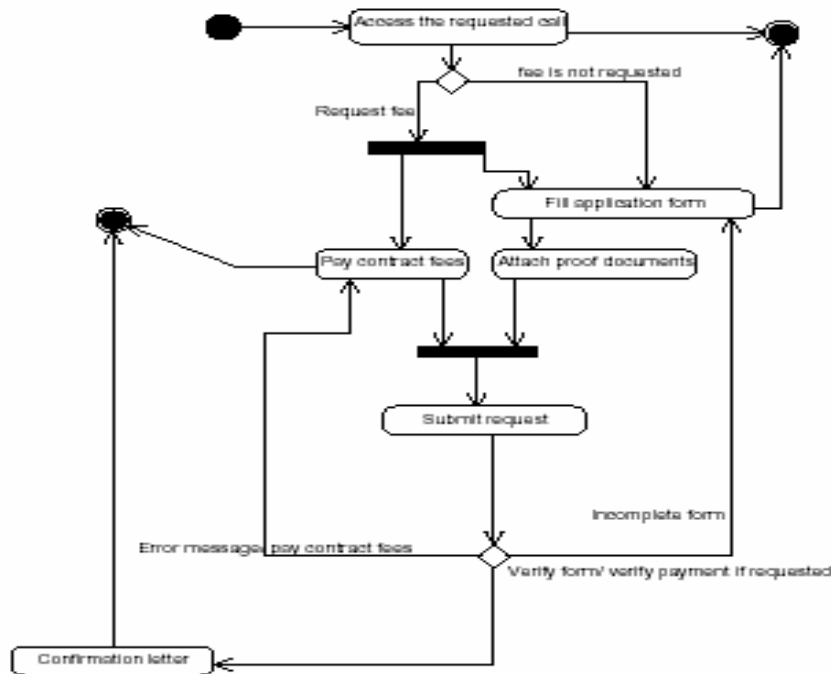 Access the requested call
fee is not requested
Request fee
Fill application form
Pay contract fees
Attach proof documents
Submit request
Incomplete form
Error message/ pay contract fees
Verify form/ verify payment if requested
Confirmation letter